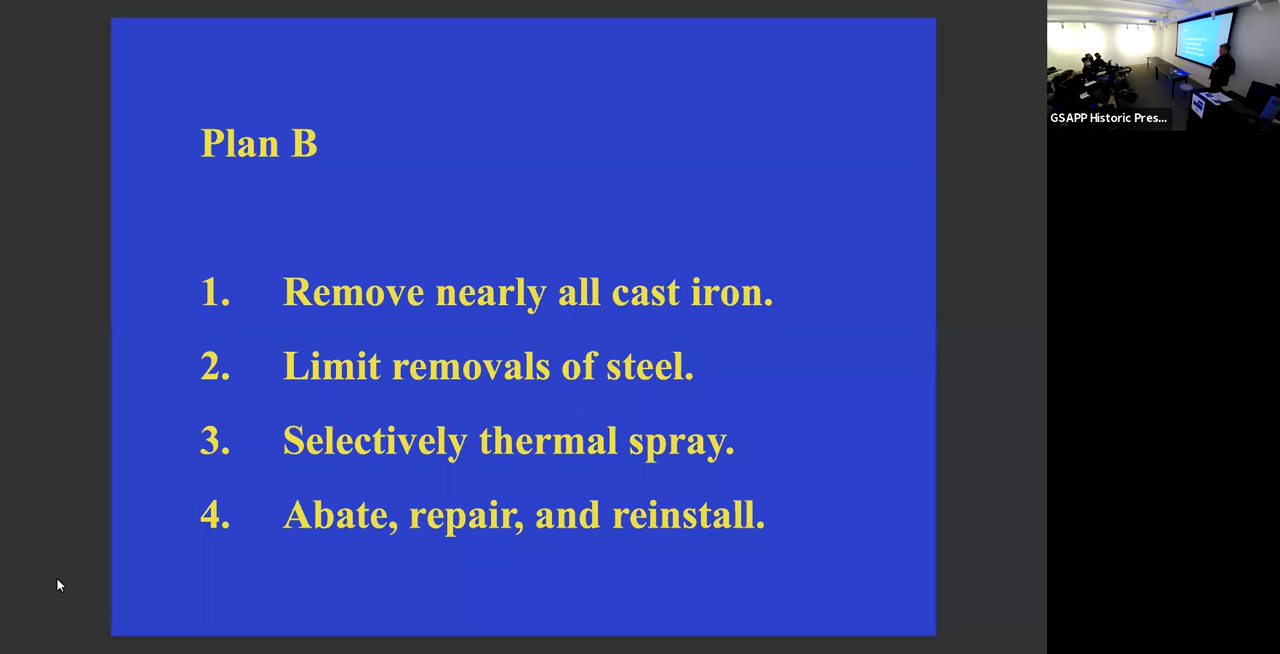 Plan B
1. Remove nearly all cast iron.
2. Limit removals of steel.
3. Selectively thermal spray.
4. Abate, repair, and reinstall.
GSAPP Historic Pres...